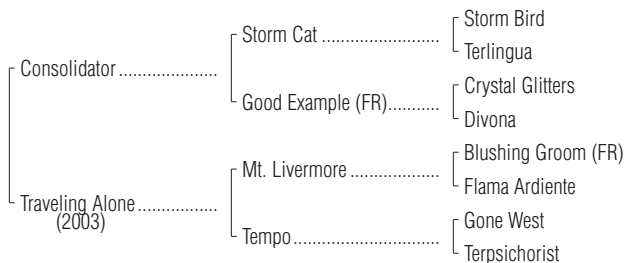 Storm Bird
Storm Cat ........................
Terlingua
Consolidator ....................
Crystal Glitters
Good Example (FR)...........
Divona
Blushing Groom (FR)
Mt. Livermore ..................
Flama Ardiente
Traveling Alone ................
(2003)
Gone West
Tempo..............................
Terpsichorist